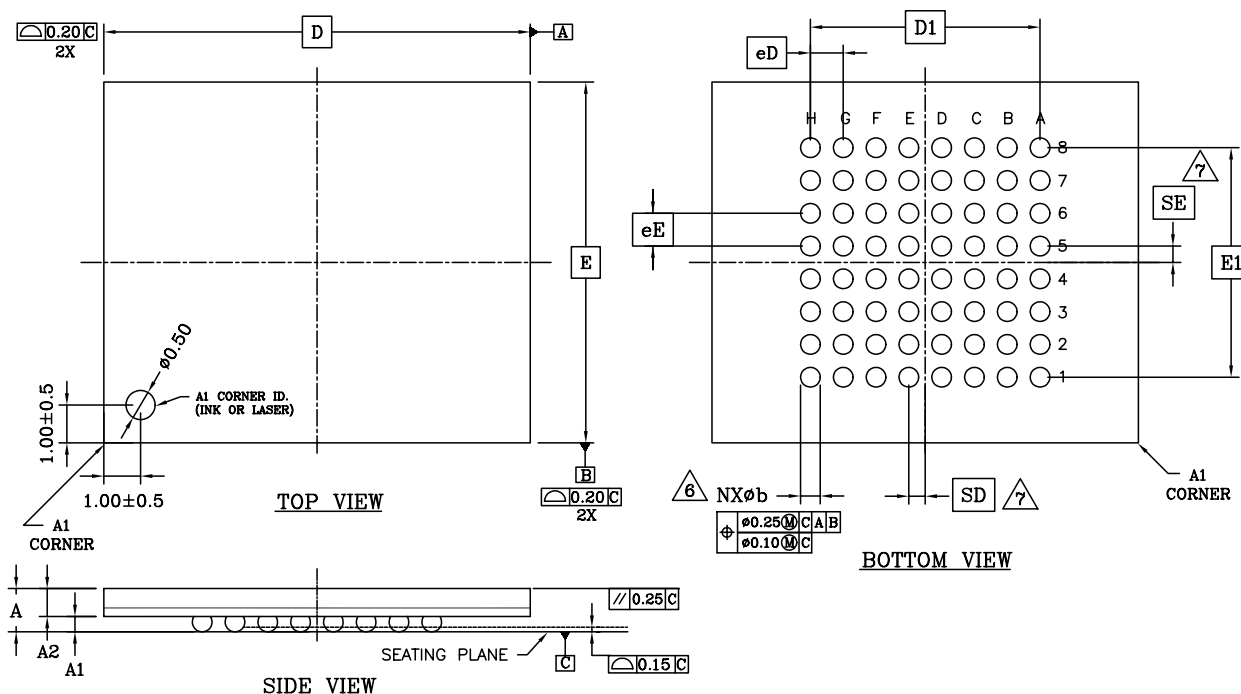 ⌓ 0.20 C
2X
D
A
E
ø0.50
A1 CORNER ID.
(INK OR LASER)
1.00±0.5
1.00±0.5
TOP VIEW
B
⌓ 0.20 C
2X
A1
CORNER
D1
eD
H G F E D C B A
8
7
6
5
4
3
2
1
7
SE
eE
E1
6 NXøb
SD 7
⌖ ø0.25Ⓜ C A B
ø0.10Ⓜ C
A1
CORNER
BOTTOM VIEW
A
A2
A1
// 0.25 C
SEATING PLANE
C
⌓ 0.15 C
SIDE VIEW